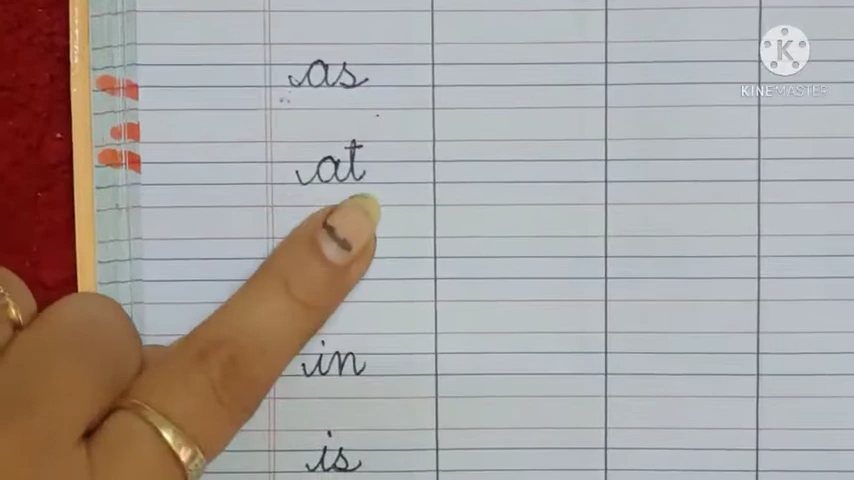 as
K
KINEMASTER
at
in
is